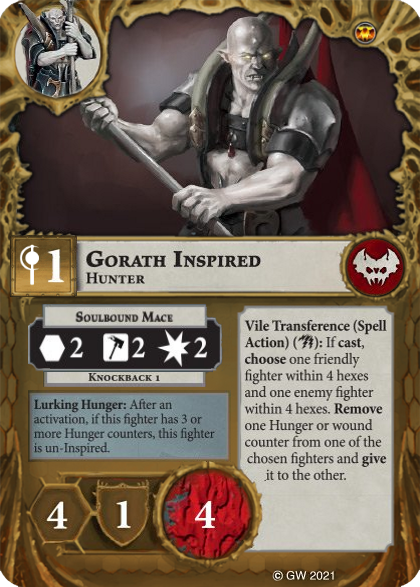 1
GORATH INSPIRED
HUNTER
SOULBOUND MACE
2 2 2
KNOCKBACK 1
Lurking Hunger: After an
activation, if this fighter has 3 or
more Hunger counters, this fighter
is un-Inspired.
4 1 4
Vile Transference (Spell
Action) ( ): If cast,
choose one friendly
fighter within 4 hexes
and one enemy fighter
within 4 hexes. Remove
one Hunger or wound
counter from one of the
chosen fighters and give
it to the other.
© GW 2021